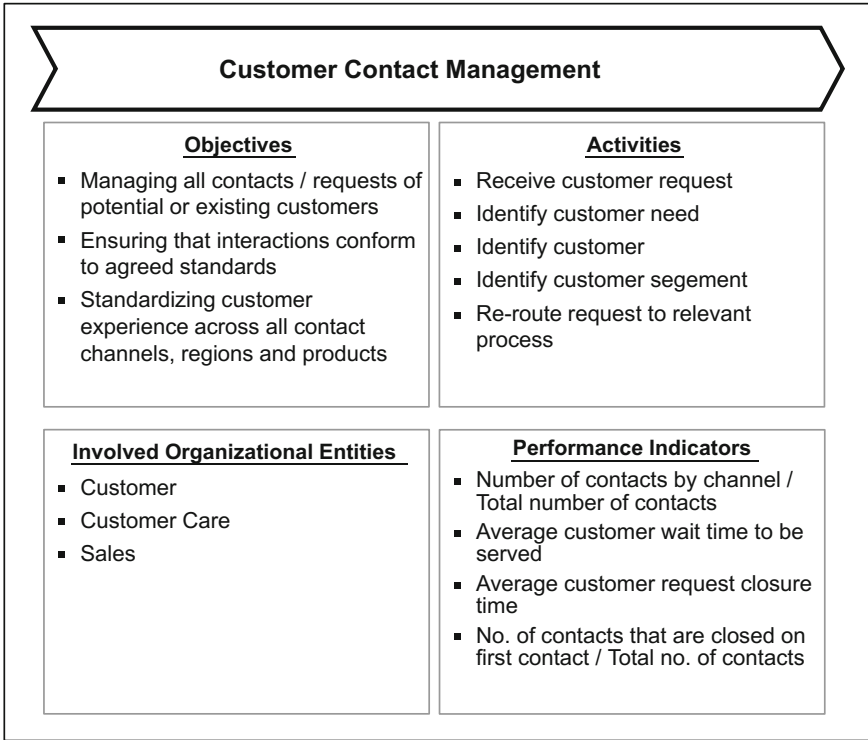 Customer Contact Management
Objectives
▪ Managing all contacts / requests of
potential or existing customers
▪ Ensuring that interactions conform
to agreed standards
▪ Standardizing customer
experience across all contact
channels, regions and products
Activities
▪ Receive customer request
▪ Identify customer need
▪ Identify customer
▪ Identify customer segement
▪ Re-route request to relevant
process
Involved Organizational Entities
▪ Customer
▪ Customer Care
▪ Sales
Performance Indicators
▪ Number of contacts by channel /
Total number of contacts
▪ Average customer wait time to be
served
▪ Average customer request closure
time
▪ No. of contacts that are closed on
first contact / Total no. of contacts